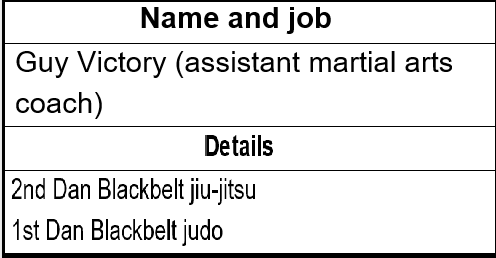 Name and job
Guy Victory (assistant martial arts
coach)
Details
2nd Dan Blackbelt jiu-jitsu
1st Dan Blackbelt judo